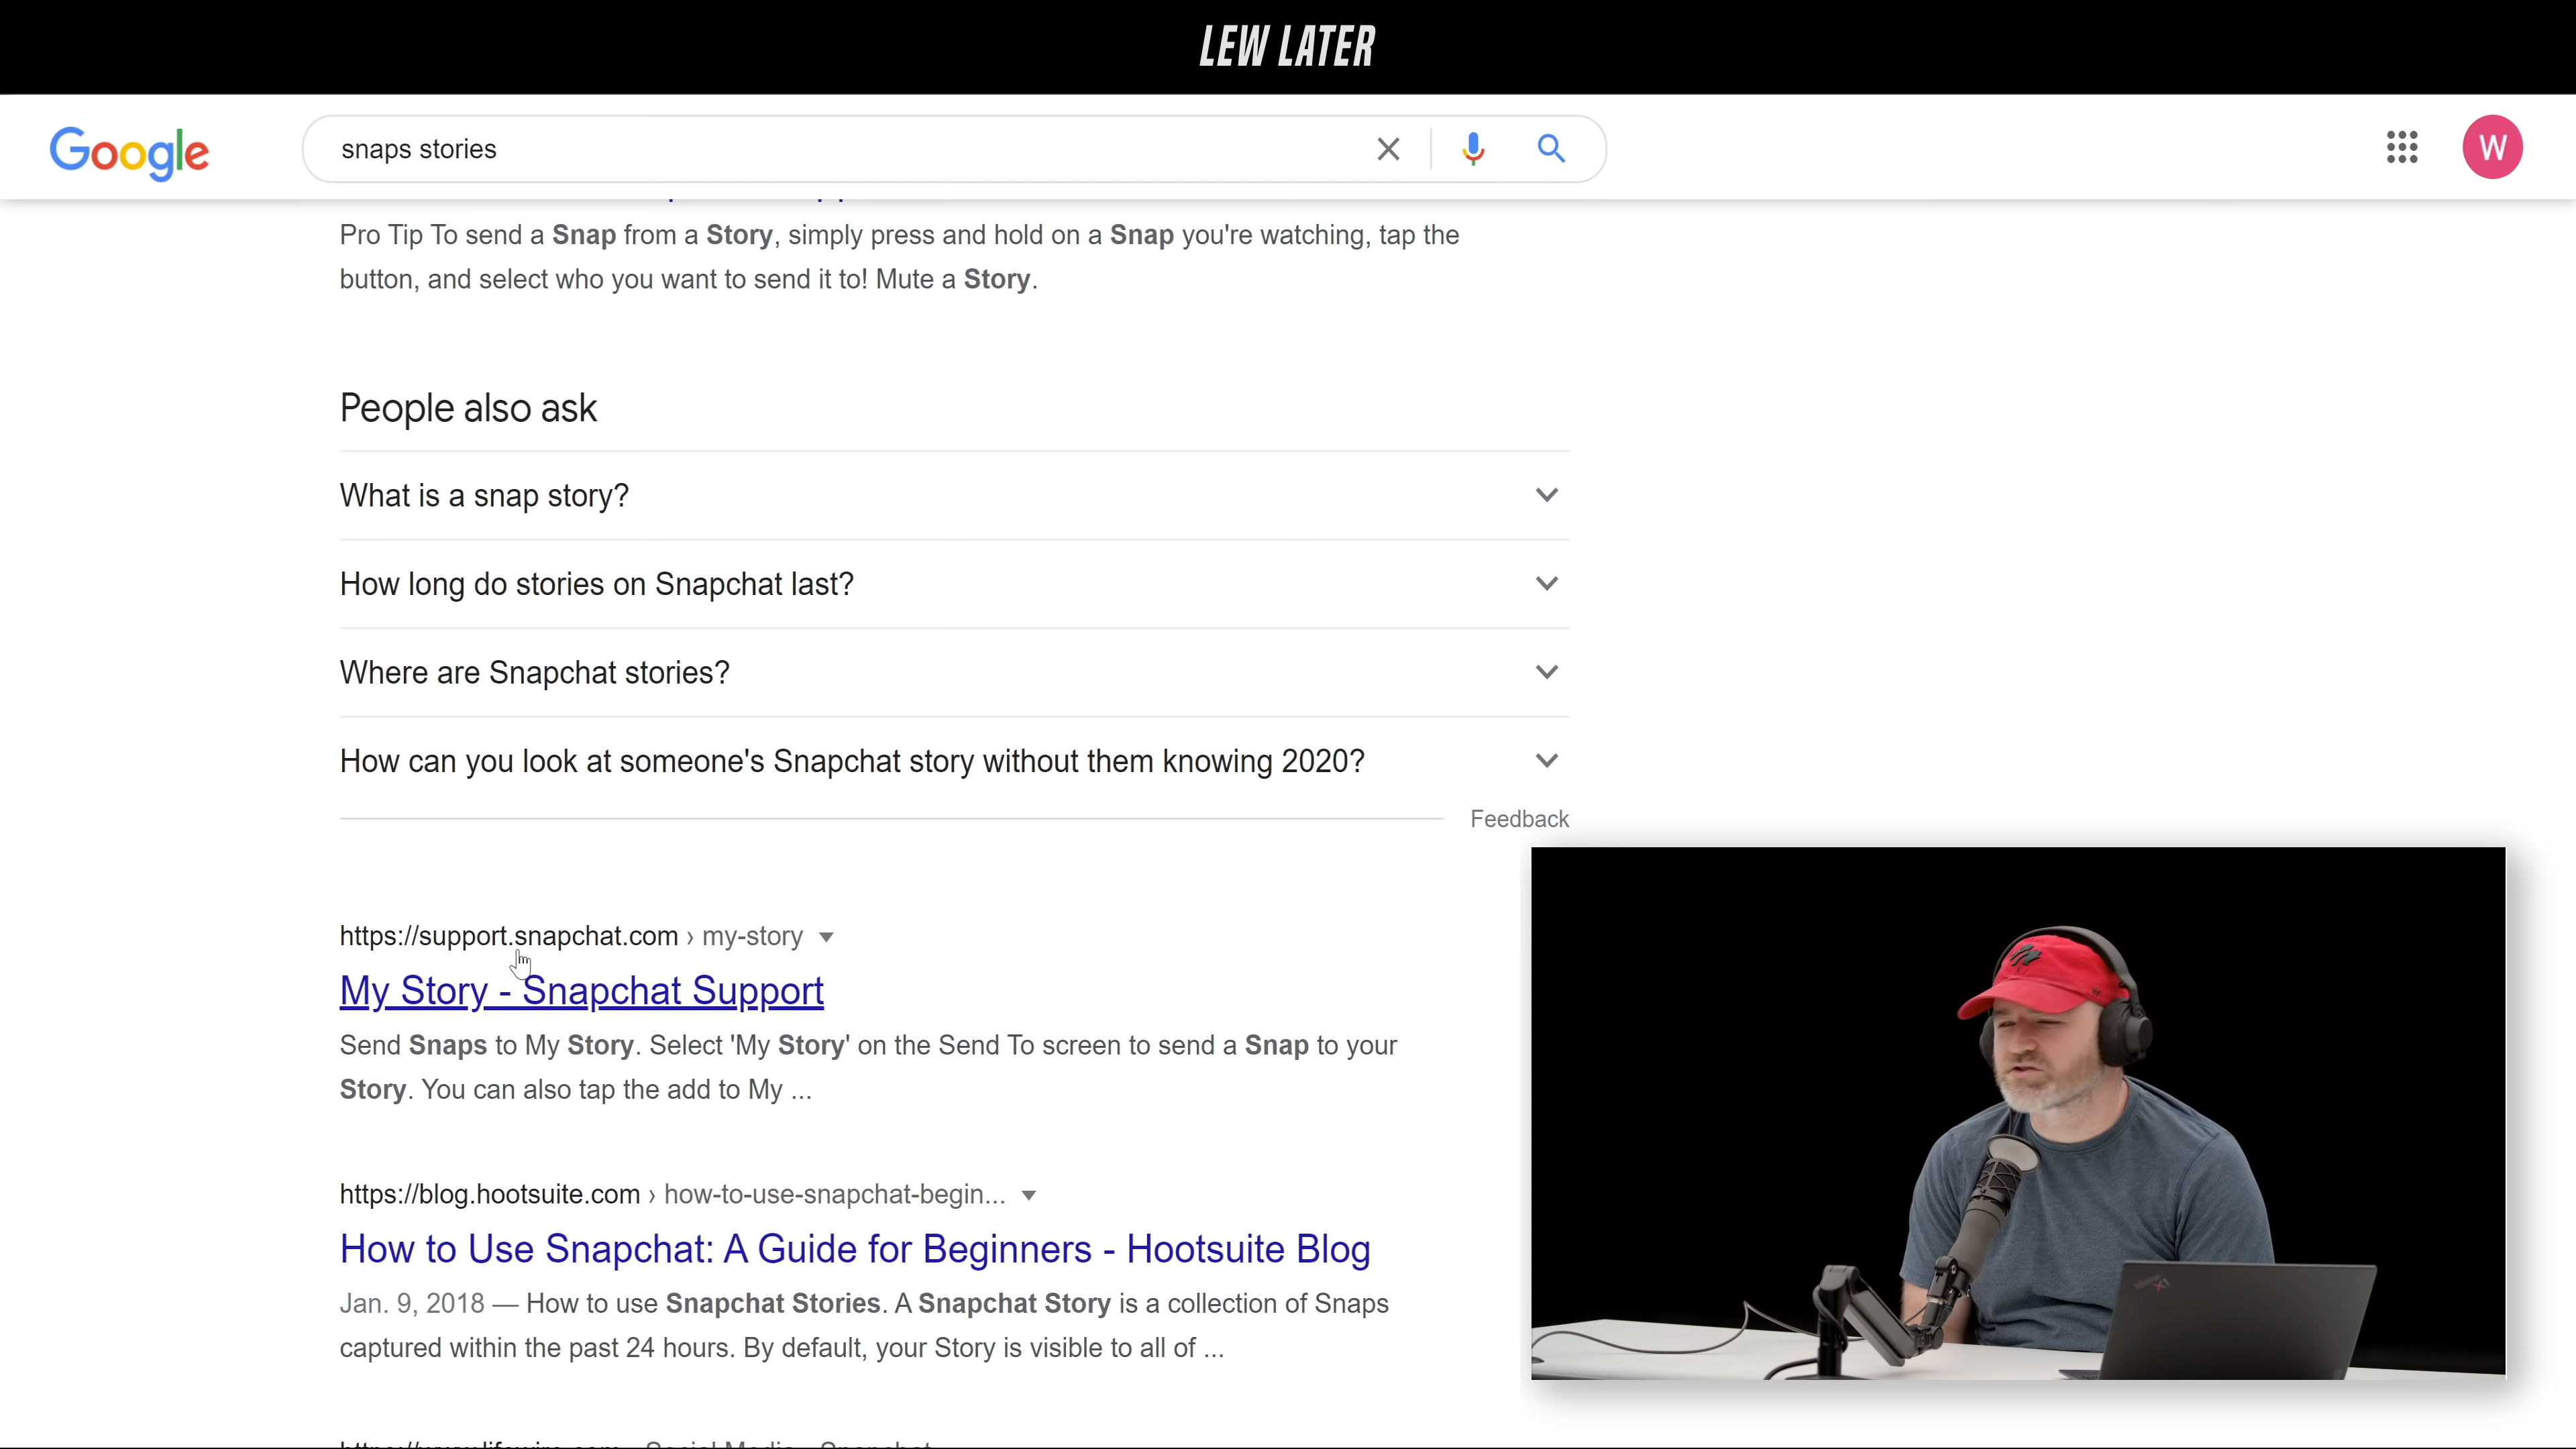 LEW LATER
Google
snaps stories
W
Pro Tip To send a Snap from a Story, simply press and hold on a Snap you're watching, tap the
button, and select who you want to send it to! Mute a Story.
People also ask
What is a snap story?
How long do stories on Snapchat last?
Where are Snapchat stories?
How can you look at someone's Snapchat story without them knowing 2020?
Feedback
https://support.snapchat.com › my-story
My Story - Snapchat Support
Send Snaps to My Story. Select 'My Story' on the Send To screen to send a Snap to your
Story. You can also tap the add to My ...
https://blog.hootsuite.com › how-to-use-snapchat-begin...
How to Use Snapchat: A Guide for Beginners - Hootsuite Blog
Jan. 9, 2018 — How to use Snapchat Stories. A Snapchat Story is a collection of Snaps
captured within the past 24 hours. By default, your Story is visible to all of ...